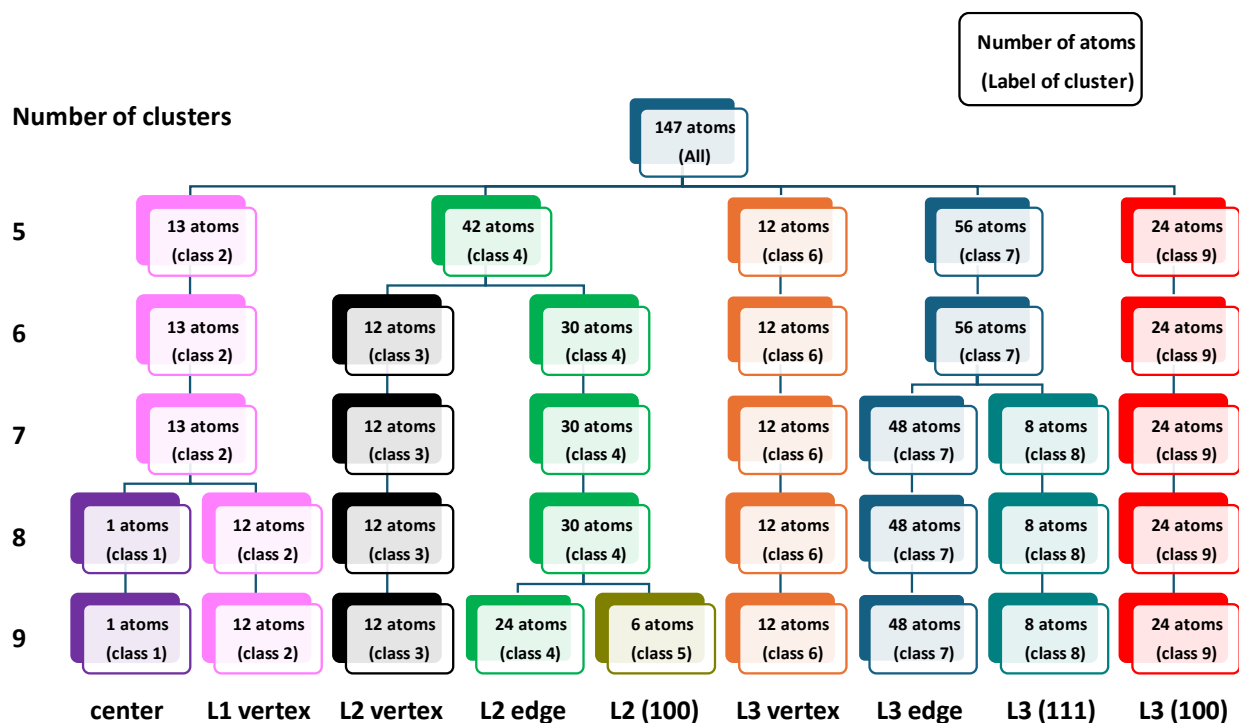 Number of atoms
(Label of cluster)
Number of clusters
147 atoms
(All)
5
13 atoms
(class 2)
42 atoms
(class 4)
12 atoms
(class 6)
56 atoms
(class 7)
24 atoms
(class 9)
6
13 atoms
(class 2)
12 atoms
(class 3)
30 atoms
(class 4)
12 atoms
(class 6)
56 atoms
(class 7)
24 atoms
(class 9)
7
13 atoms
(class 2)
12 atoms
(class 3)
30 atoms
(class 4)
12 atoms
(class 6)
48 atoms
(class 7)
8 atoms
(class 8)
24 atoms
(class 9)
8
1 atoms
(class 1)
12 atoms
(class 2)
12 atoms
(class 3)
30 atoms
(class 4)
12 atoms
(class 6)
48 atoms
(class 7)
8 atoms
(class 8)
24 atoms
(class 9)
9
1 atoms
(class 1)
12 atoms
(class 2)
12 atoms
(class 3)
24 atoms
(class 4)
6 atoms
(class 5)
12 atoms
(class 6)
48 atoms
(class 7)
8 atoms
(class 8)
24 atoms
(class 9)
center
L1 vertex
L2 vertex
L2 edge
L2 (100)
L3 vertex
L3 edge
L3 (111)
L3 (100)